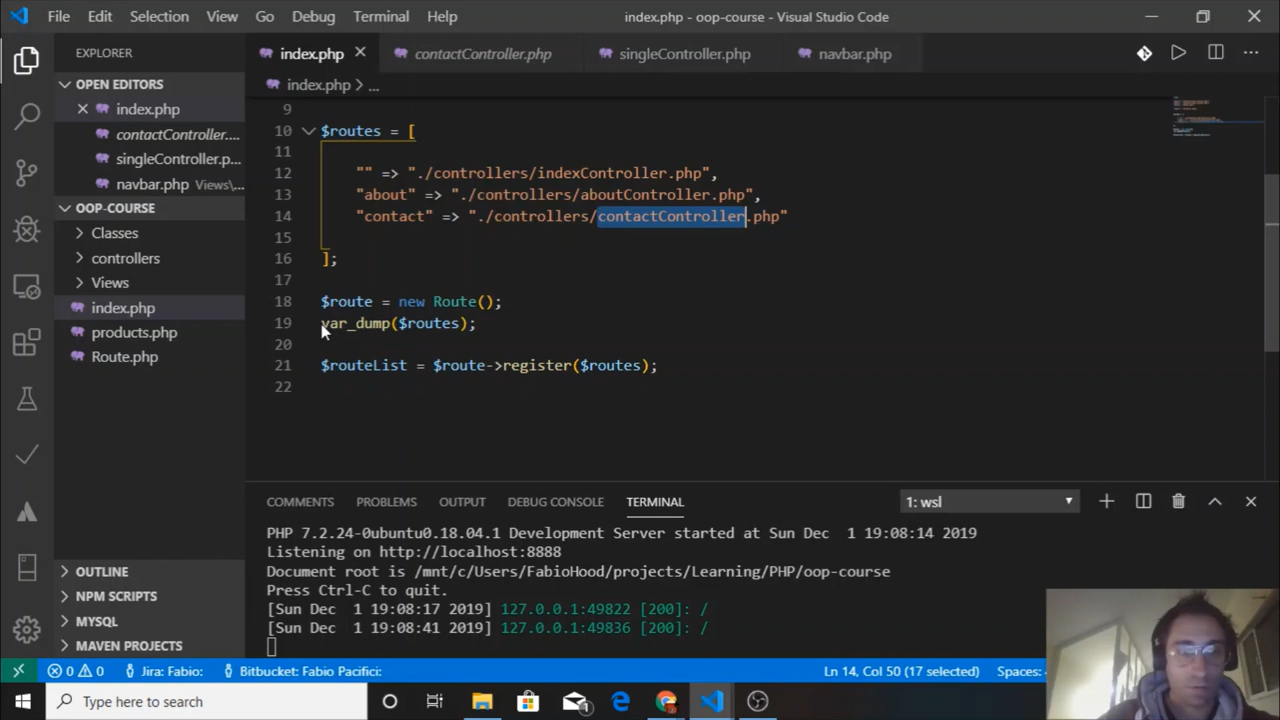 File Edit Selection View Go Debug Terminal Help
index.php - oop-course - Visual Studio Code
EXPLORER
OPEN EDITORS
index.php
contactController....
singleController.p...
navbar.php Views\
OOP-COURSE
Classes
controllers
Views
index.php
products.php
Route.php
OUTLINE
NPM SCRIPTS
MYSQL
MAVEN PROJECTS
index.php contactController.php singleController.php navbar.php
index.php > ...
9
10 $routes = [
11
12 "" => "./controllers/indexController.php",
13 "about" => "./controllers/aboutController.php",
14 "contact" => "./controllers/contactController.php"
15
16 ];
17
18 $route = new Route();
19 var_dump($routes);
20
21 $routeList = $route->register($routes);
22
COMMENTS PROBLEMS OUTPUT DEBUG CONSOLE TERMINAL 1: wsl
PHP 7.2.24-0ubuntu0.18.04.1 Development Server started at Sun Dec 1 19:08:14 2019
Listening on http://localhost:8888
Document root is /mnt/c/Users/FabioHood/projects/Learning/PHP/oop-course
Press Ctrl-C to quit.
[Sun Dec 1 19:08:17 2019] 127.0.0.1:49822 [200]: /
[Sun Dec 1 19:08:41 2019] 127.0.0.1:49836 [200]: /
0 0 Jira: Fabio: Bitbucket: Fabio Pacifici: Ln 14, Col 50 (17 selected) Spaces:
Type here to search
1